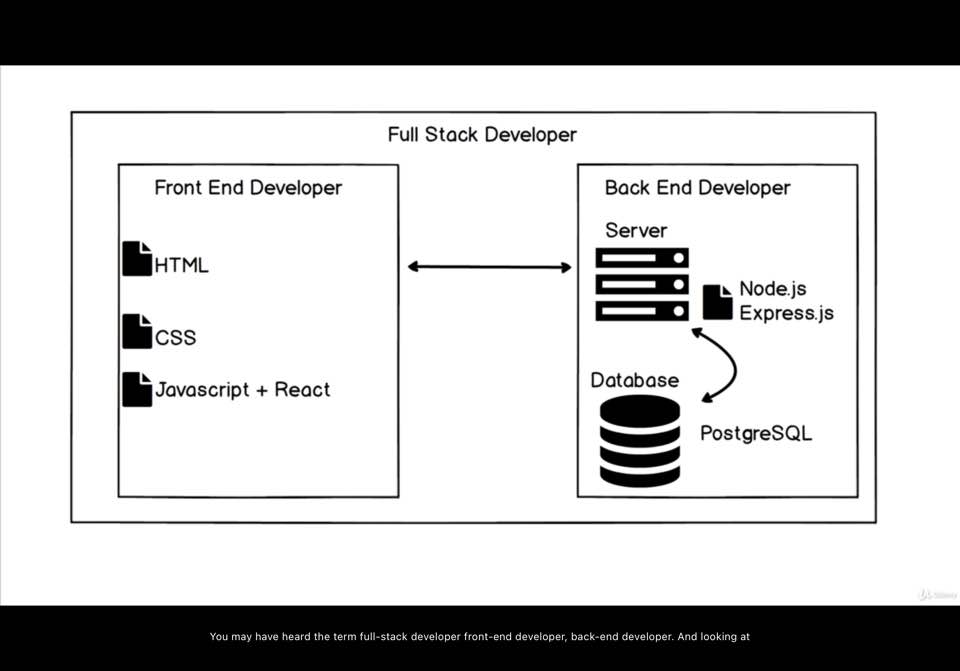 Full Stack Developer
Front End Developer
HTML
CSS
Javascript + React
Back End Developer
Server
Node.js
Express.js
Database
PostgreSQL
Udemy
You may have heard the term full-stack developer front-end developer, back-end developer. And looking at